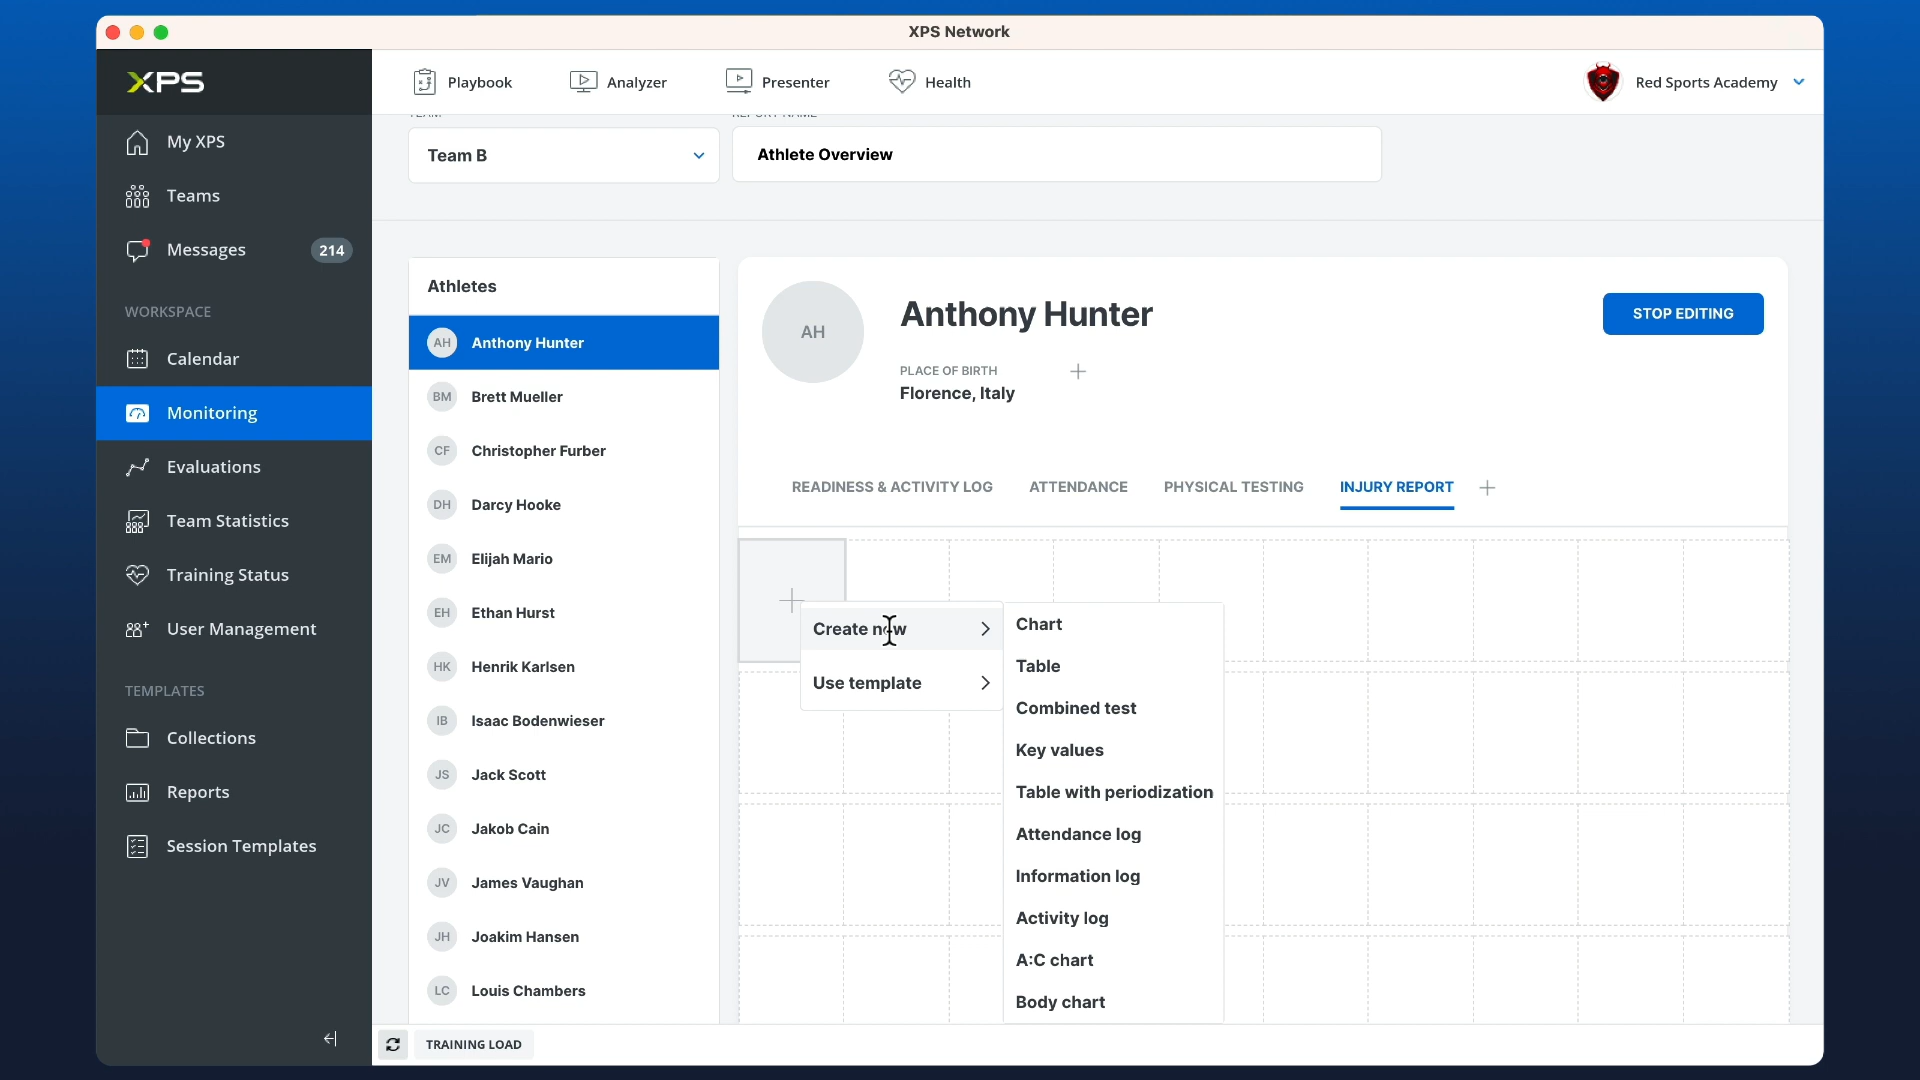 XPS Network
XPS
Playbook
Analyzer
Presenter
Health
Red Sports Academy
My XPS
Teams
Messages
214
WORKSPACE
Calendar
Monitoring
Evaluations
Team Statistics
Training Status
User Management
TEMPLATES
Collections
Reports
Session Templates
Team B
Athlete Overview
Athletes
AH Anthony Hunter
BM Brett Mueller
CF Christopher Furber
DH Darcy Hooke
EM Elijah Mario
EH Ethan Hurst
HK Henrik Karlsen
IB Isaac Bodenwieser
JS Jack Scott
JC Jakob Cain
JV James Vaughan
JH Joakim Hansen
LC Louis Chambers
AH
Anthony Hunter
STOP EDITING
PLACE OF BIRTH
Florence, Italy
READINESS & ACTIVITY LOG
ATTENDANCE
PHYSICAL TESTING
INJURY REPORT
Create new
Use template
Chart
Table
Combined test
Key values
Table with periodization
Attendance log
Information log
Activity log
A:C chart
Body chart
TRAINING LOAD